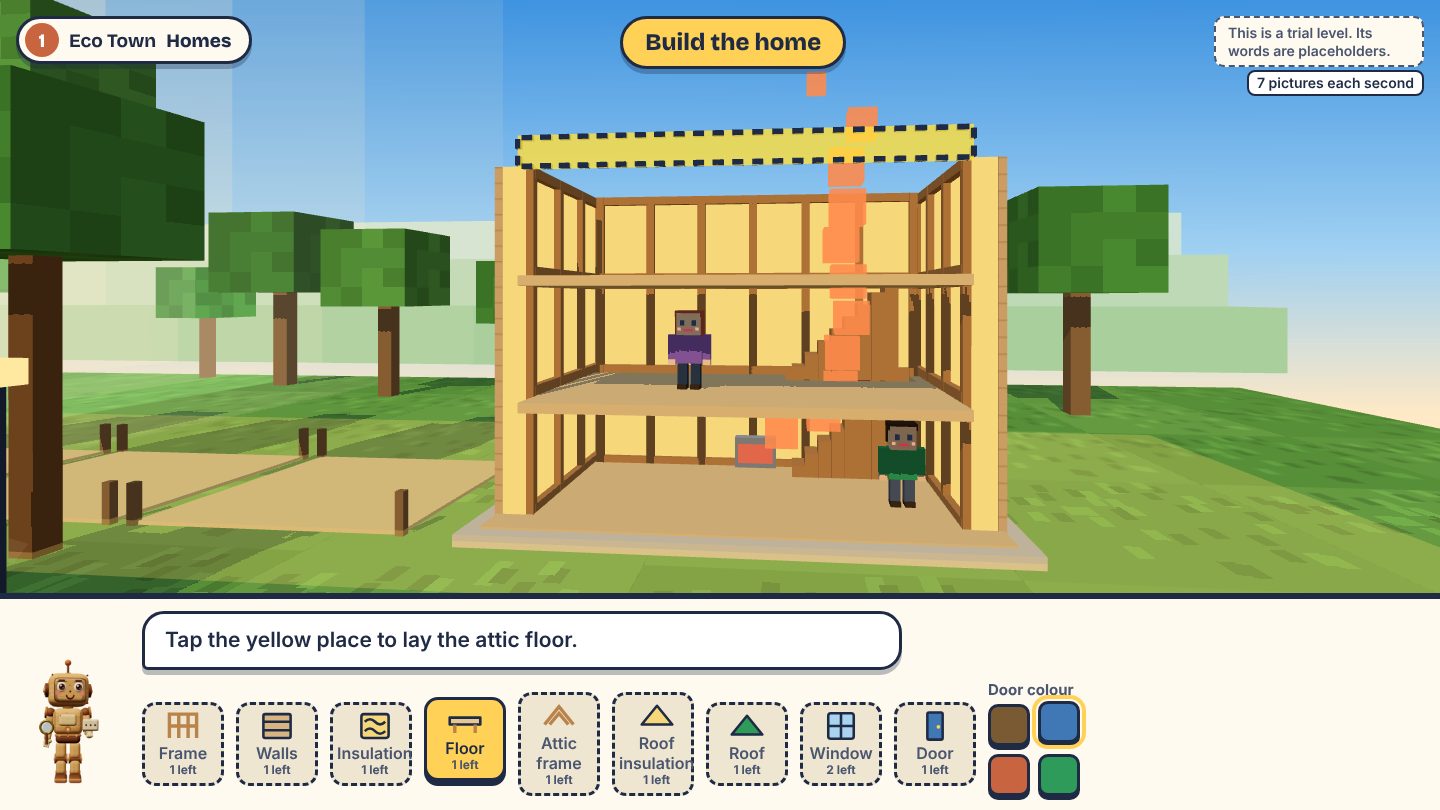 1 Eco Town Homes
Build the home
This is a trial level. Its
words are placeholders.
7 pictures each second
Tap the yellow place to lay the attic floor.
Door colour
Frame
1 left
Walls
1 left
Insulation
1 left
Floor
1 left
Attic
frame
1 left
Roof
insulation
1 left
Roof
1 left
Window
2 left
Door
1 left